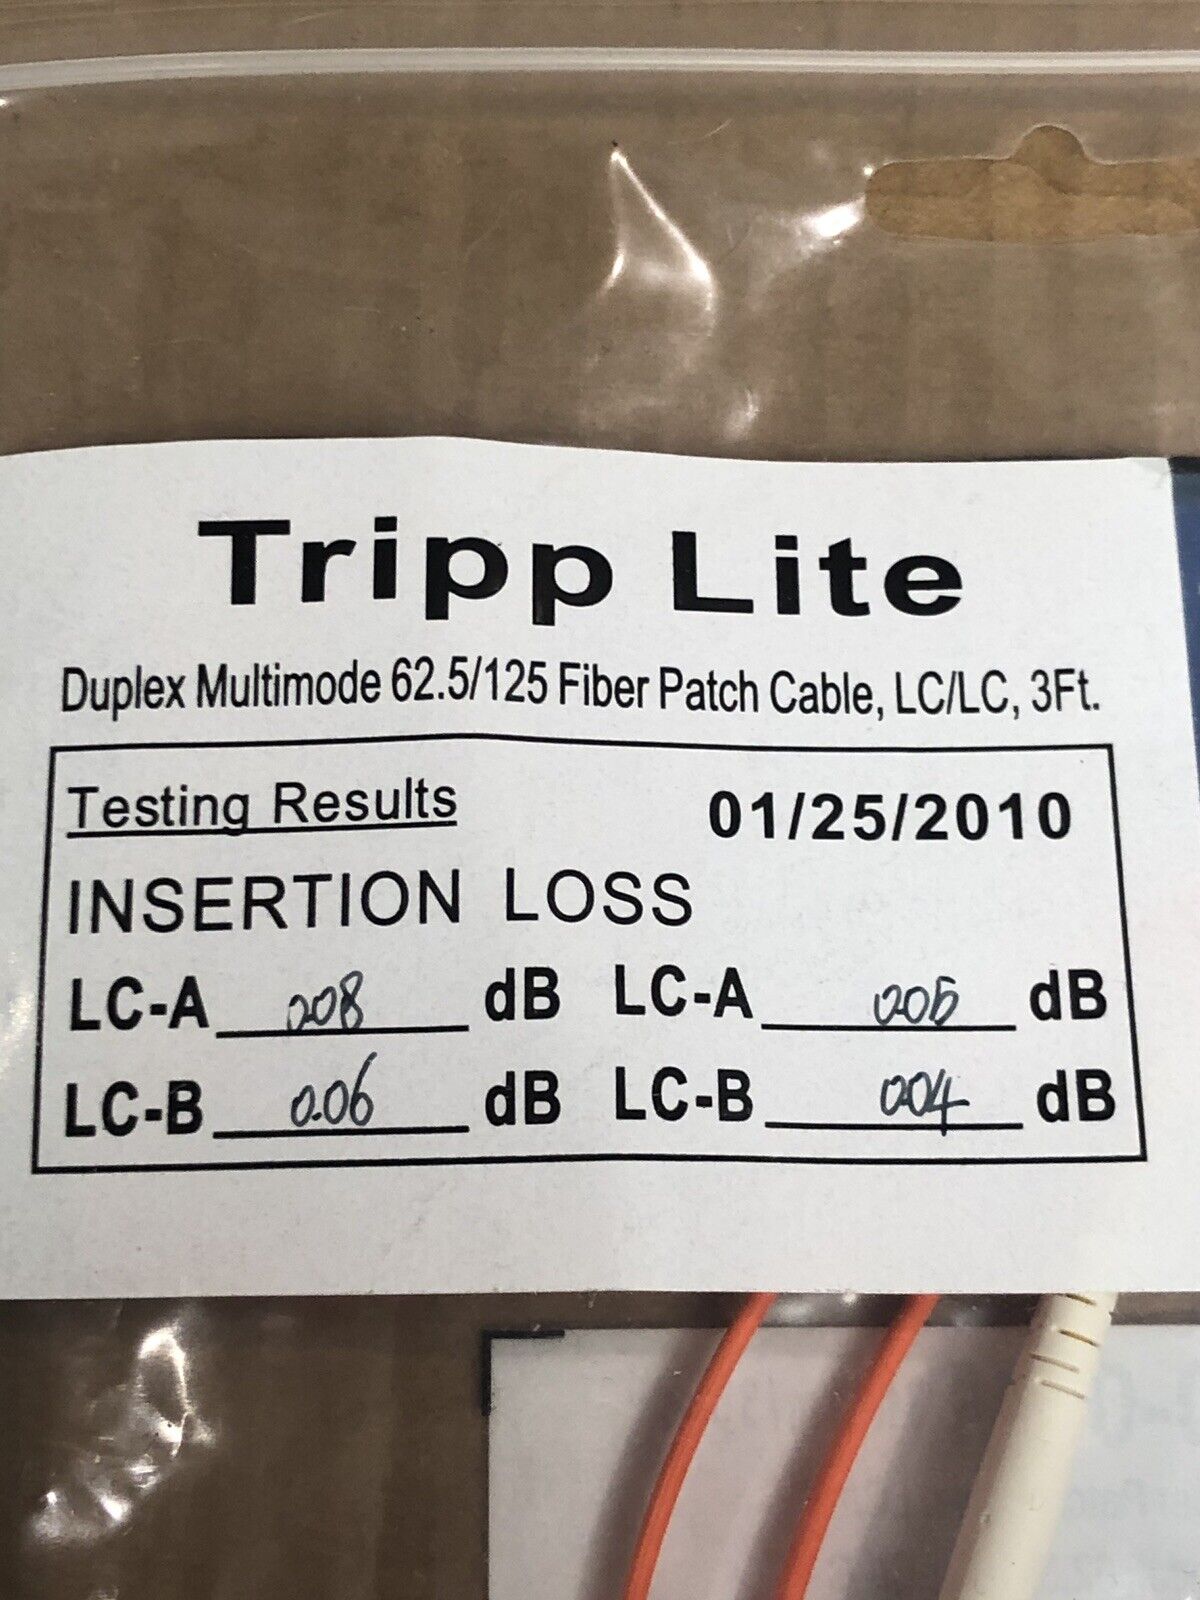 Tripp Lite
Duplex Multimode 62.5/125 Fiber Patch Cable, LC/LC, 3Ft.
Testing Results 01/25/2010
INSERTION LOSS
LC-A 0.08 dB LC-A 0.05 dB
LC-B 0.06 dB LC-B 0.04 dB